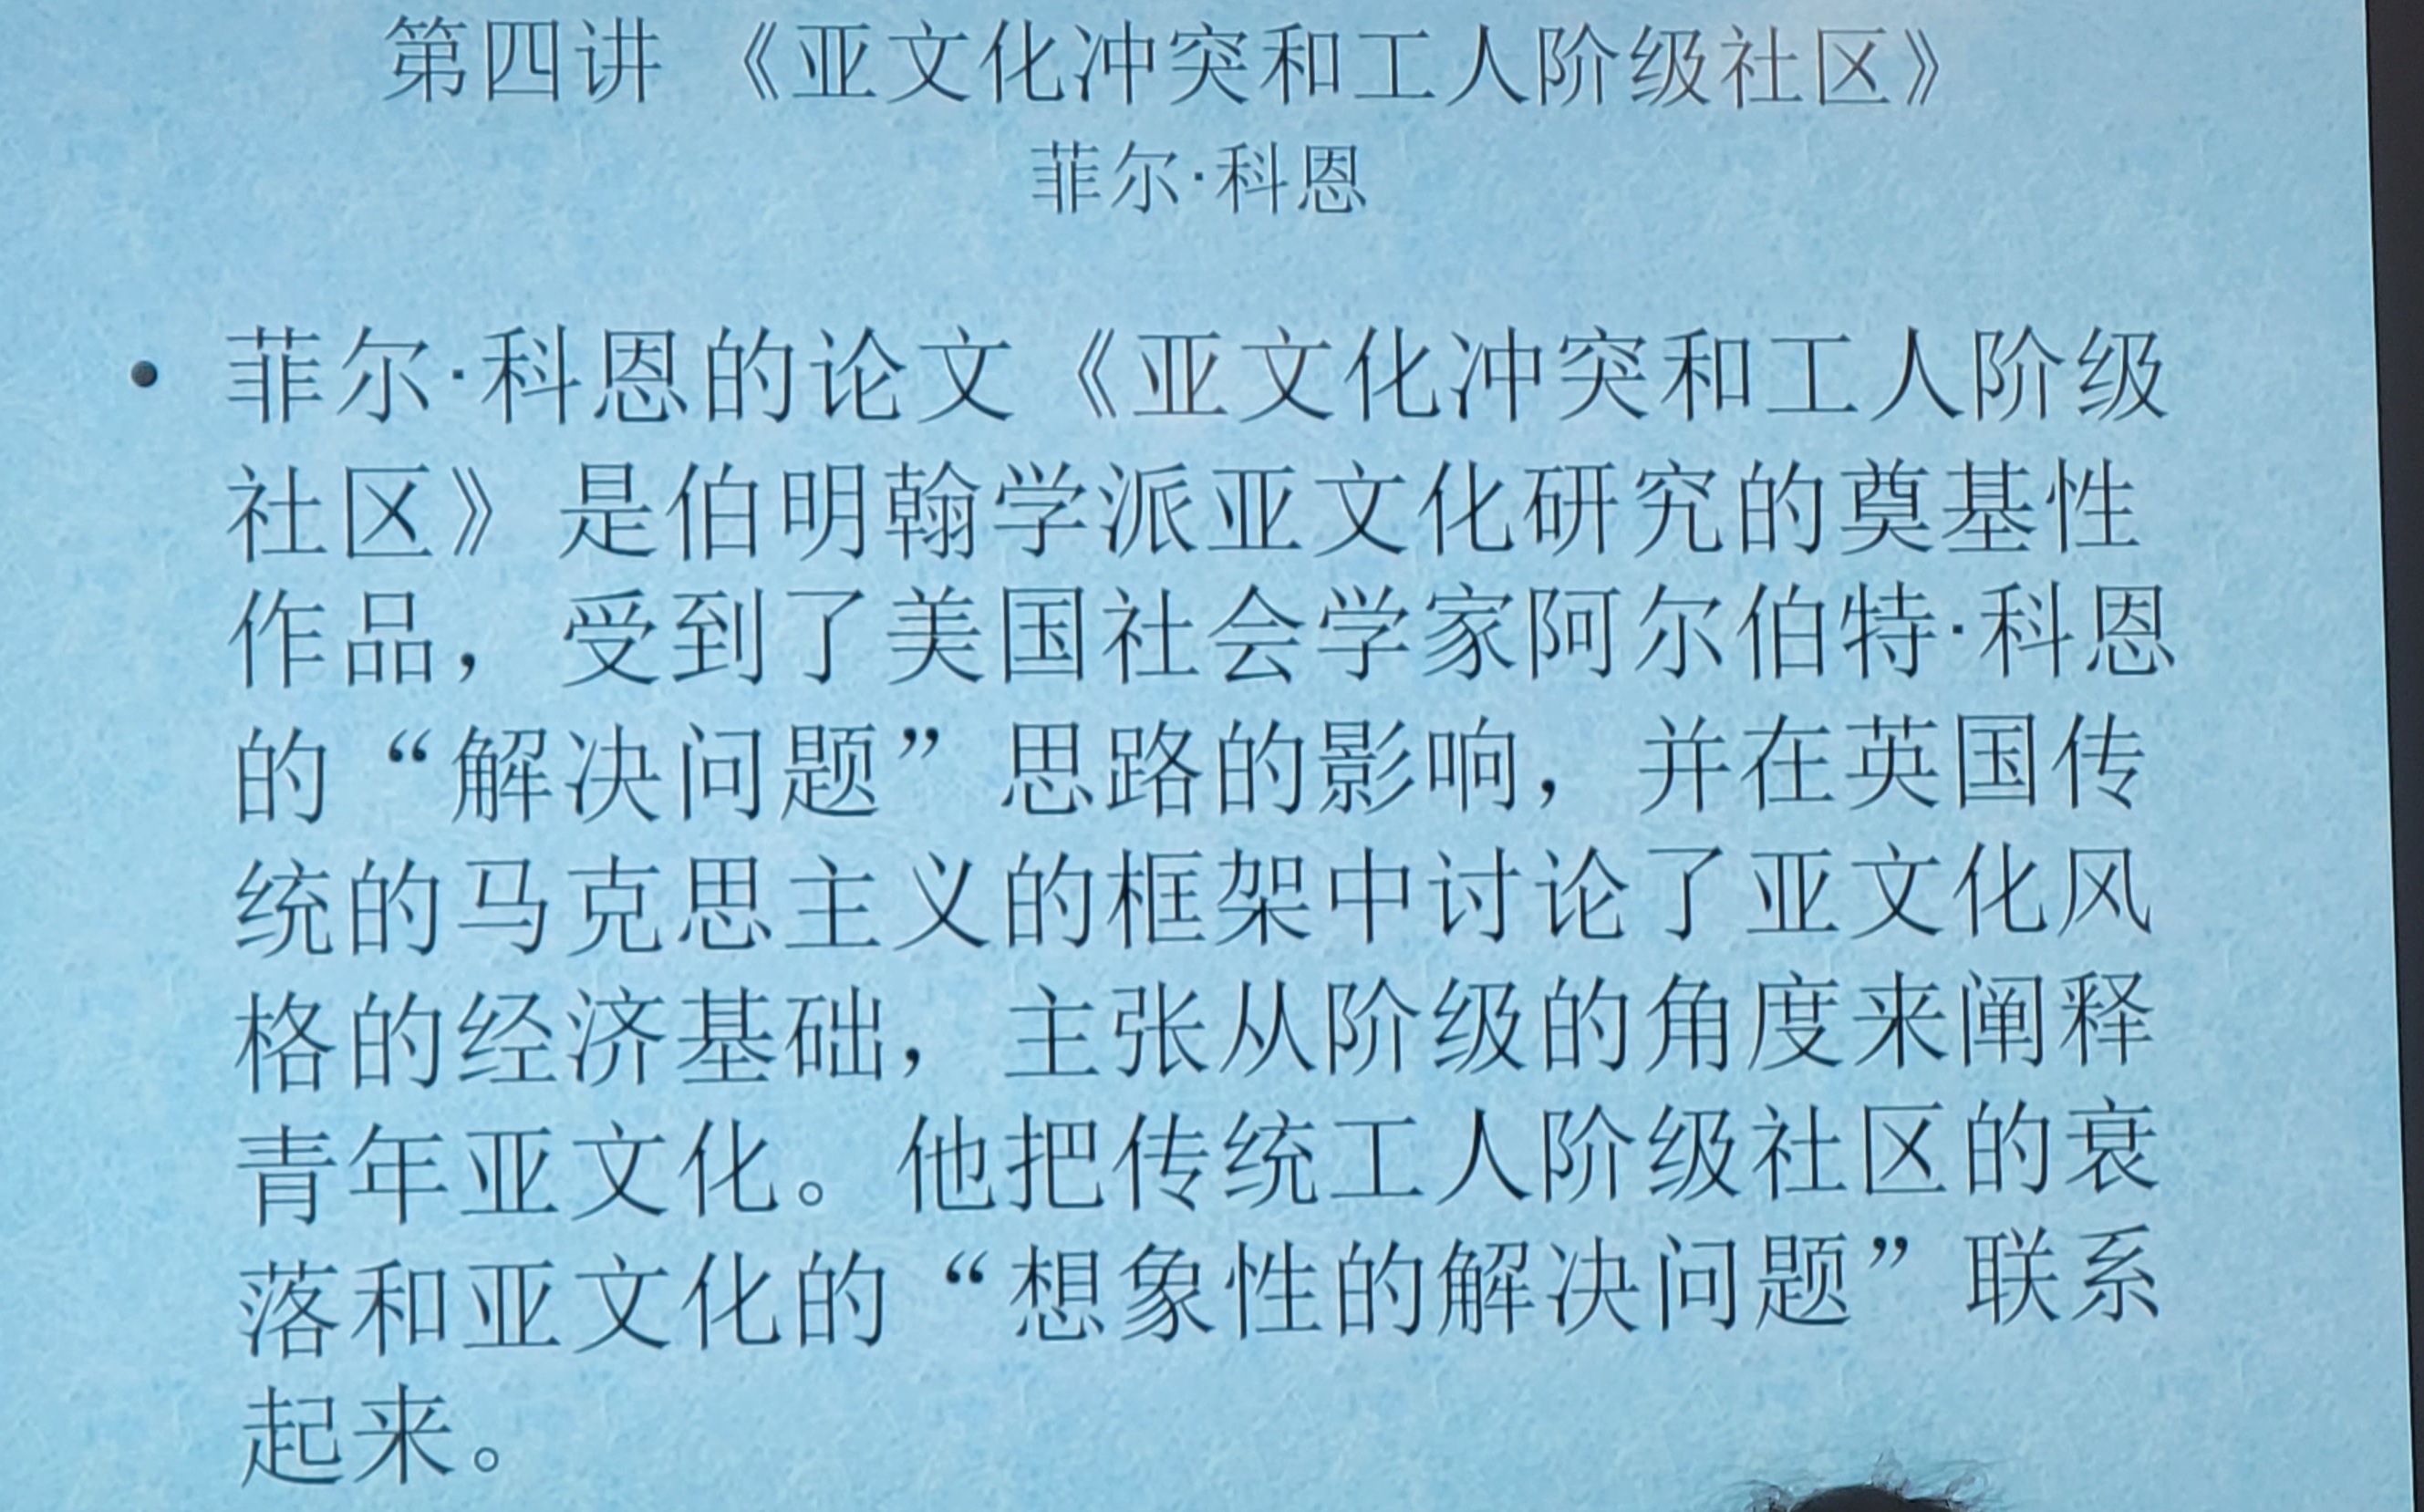 第四讲 《亚文化冲突和工人阶级社区》
菲尔·科恩
• 菲尔·科恩的论文《亚文化冲突和工人阶级
社区》是伯明翰学派亚文化研究的奠基性
作品，受到了美国社会学家阿尔伯特·科恩
的“解决问题”思路的影响，并在英国传
统的马克思主义的框架中讨论了亚文化风
格的经济基础，主张从阶级的角度来阐释
青年亚文化。他把传统工人阶级社区的衰
落和亚文化的“想象性的解决问题”联系
起来。